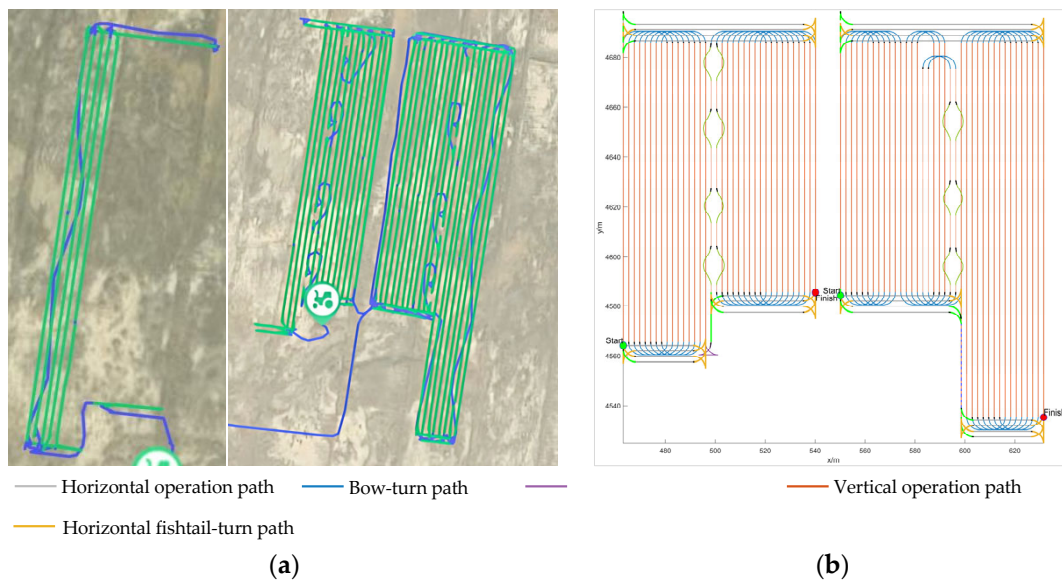 4680
4660
4640
4620
4600
4580
4560
4540
y/m
Start
Start
Finish
Finish
480
500
520
540
560
580
600
620
x/m
Horizontal operation path
Bow-turn path
Vertical operation path
Horizontal fishtail-turn path
(a)
(b)